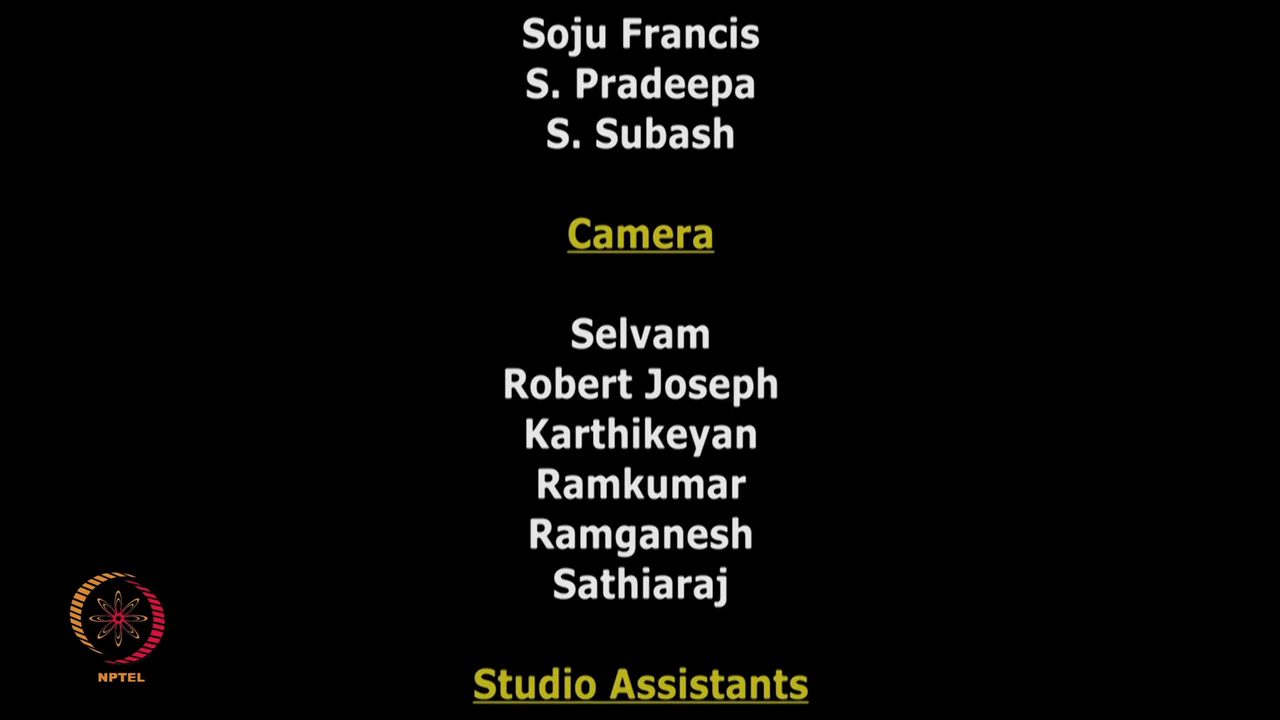 Soju Francis
S. Pradeepa
S. Subash
Camera
Selvam
Robert Joseph
Karthikeyan
Ramkumar
Ramganesh
Sathiaraj
NPTEL
Studio Assistants